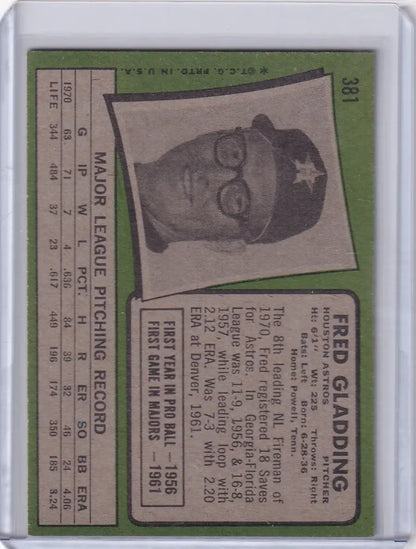 381
FRED GLADDING
HOUSTON ASTROS PITCHER
Ht: 6'1" Wt: 225 Throws: Right
Bats: Left Born: 6-28-36
Home: Powell, Tenn.
The 8th leading NL Fireman of
1970, Fred registered 18 Saves
for Astros. In Georgia-Florida
League was 11-9, 1956, & 16-8,
1957, while leading loop with
2.12 ERA. Was 7-3 with 2.20
ERA at Denver, 1961.
FIRST YEAR IN PRO BALL — 1956
FIRST GAME IN MAJORS — 1961
MAJOR LEAGUE PITCHING RECORD
G IP W L PCT. H R ER SO BB ERA
1970 63 71 7 4 .636 84 39 32 46 24 4.06
LIFE 344 484 37 23 .617 449 196 174 350 185 3.24
* © T.C.G. PRTD. IN U.S.A.